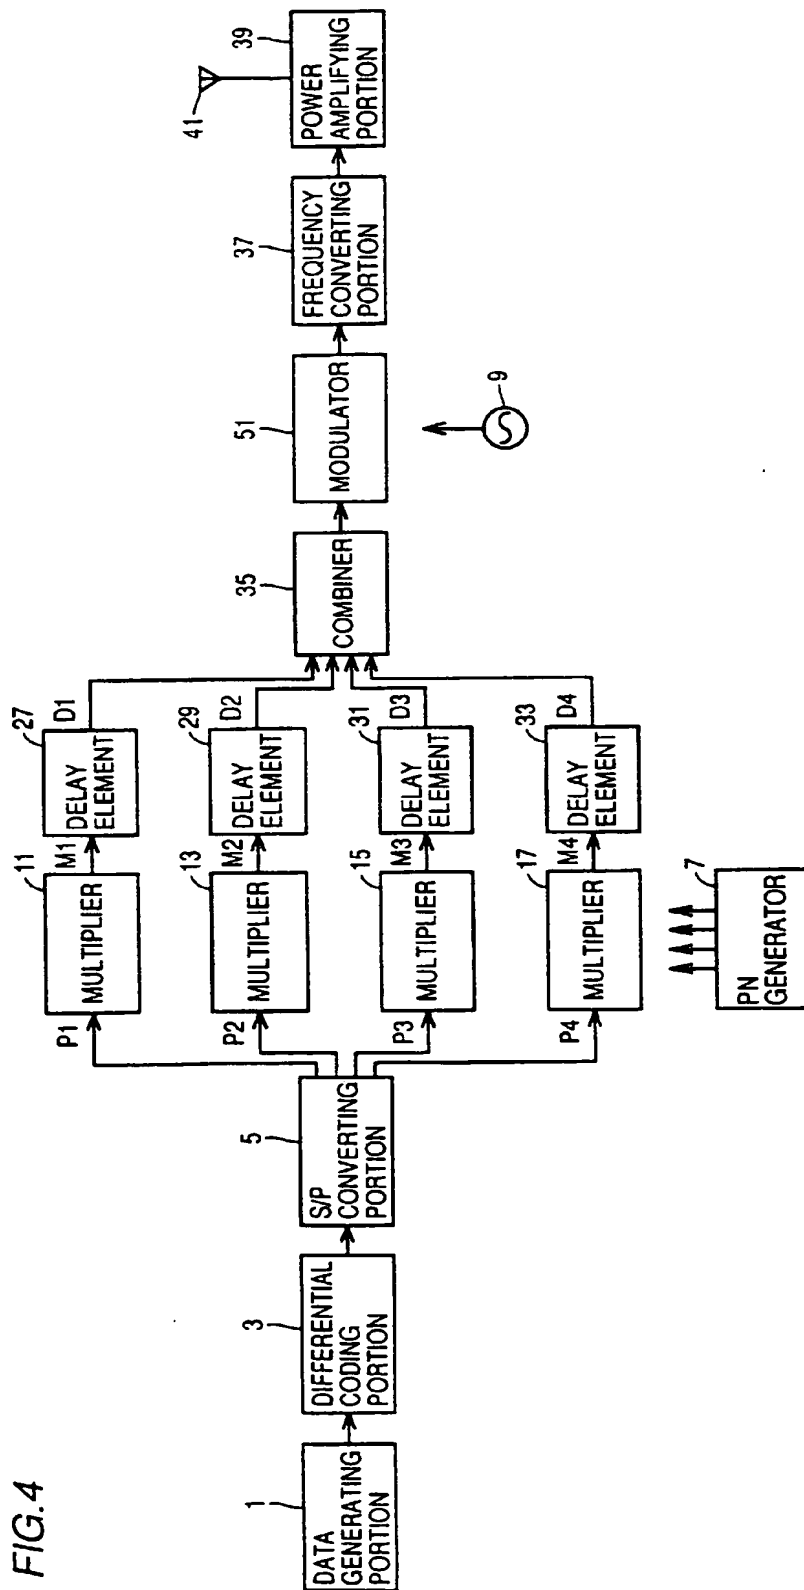 FIG.4
1
DATA
GENERATING
PORTION
3
DIFFERENTIAL
CODING
PORTION
5
S/P
CONVERTING
PORTION
P1
11
MULTIPLIER
M1
27
DELAY
ELEMENT
D1
P2
13
MULTIPLIER
M2
29
DELAY
ELEMENT
D2
P3
15
MULTIPLIER
M3
31
DELAY
ELEMENT
D3
P4
17
MULTIPLIER
M4
33
DELAY
ELEMENT
D4
7
PN
GENERATOR
35
COMBINER
51
MODULATOR
9
37
FREQUENCY
CONVERTING
PORTION
39
POWER
AMPLIFYING
PORTION
41